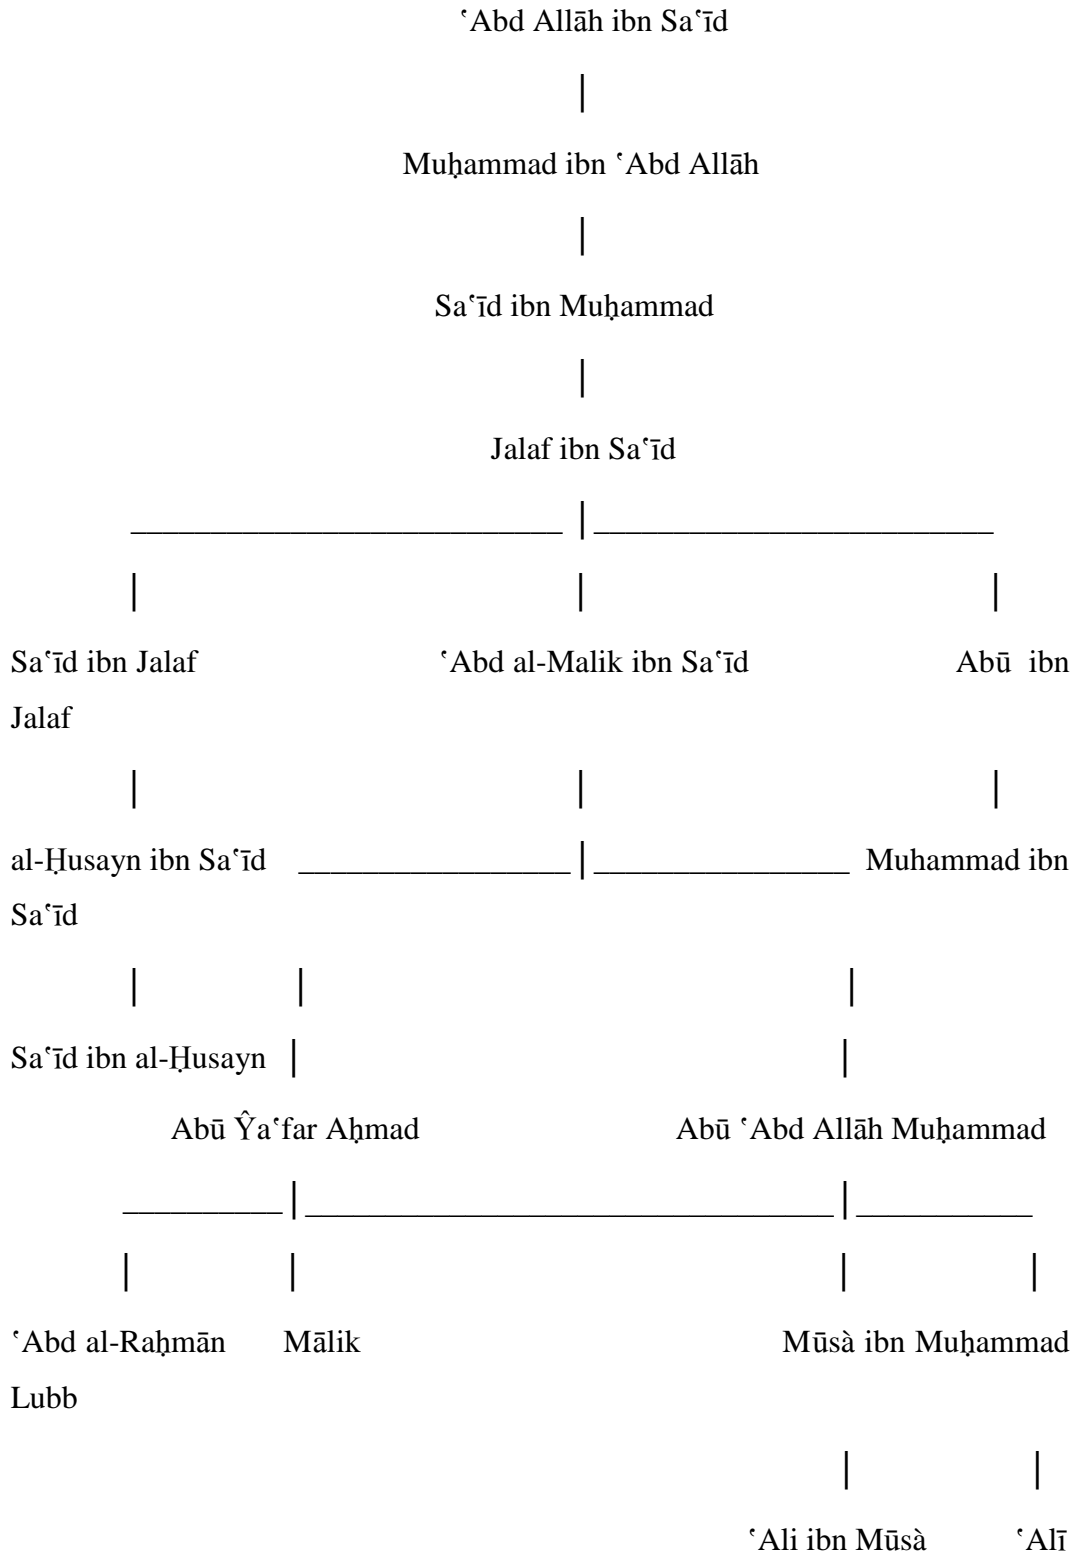 ʿAbd Allāh ibn Saʿīd
Muḥammad ibn ʿAbd Allāh
Saʿīd ibn Muḥammad
Jalaf ibn Saʿīd
Saʿīd ibn Jalaf ʿAbd al-Malik ibn Saʿīd Abū ibn
Jalaf
al-Ḥusayn ibn Saʿīd Muhammad ibn
Saʿīd
Saʿīd ibn al-Ḥusayn
Abū Ŷaʿfar Aḥmad Abū ʿAbd Allāh Muḥammad
ʿAbd al-Raḥmān Mālik Mūsà ibn Muḥammad
Lubb
ʿAli ibn Mūsà ʿAlī